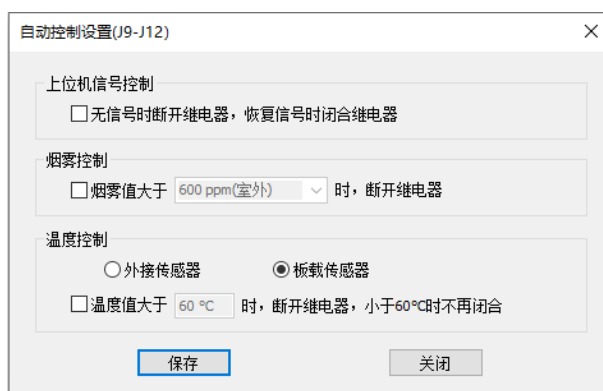 自动控制设置(J9-J12)
上位机信号控制
无信号时断开继电器，恢复信号时闭合继电器
烟雾控制
烟雾值大于 600 ppm(室外) 时，断开继电器
温度控制
外接传感器 板载传感器
温度值大于 60 ℃ 时，断开继电器，小于60℃时不再闭合
保存 关闭